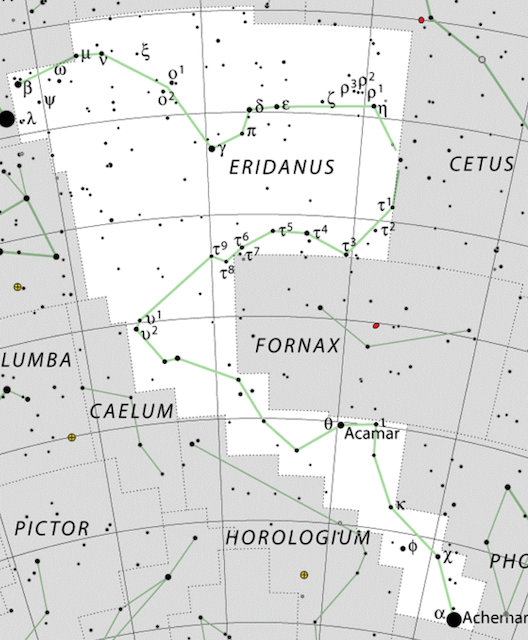 μ
ν
ξ
ω
β
ψ
λ
ο¹
ο²
ρ³
ρ²
ρ¹
δ
ε
ζ
η
π
γ
ERIDANUS
CETUS
τ¹
τ²
τ⁹
τ⁶
τ⁵
τ⁴
τ³
τ⁷
τ⁸
υ¹
υ²
FORNAX
LUMBA
CAELUM
θ
Acamar
ι
κ
PICTOR
HOROLOGIUM
φ
χ
PHO
α
Achernar